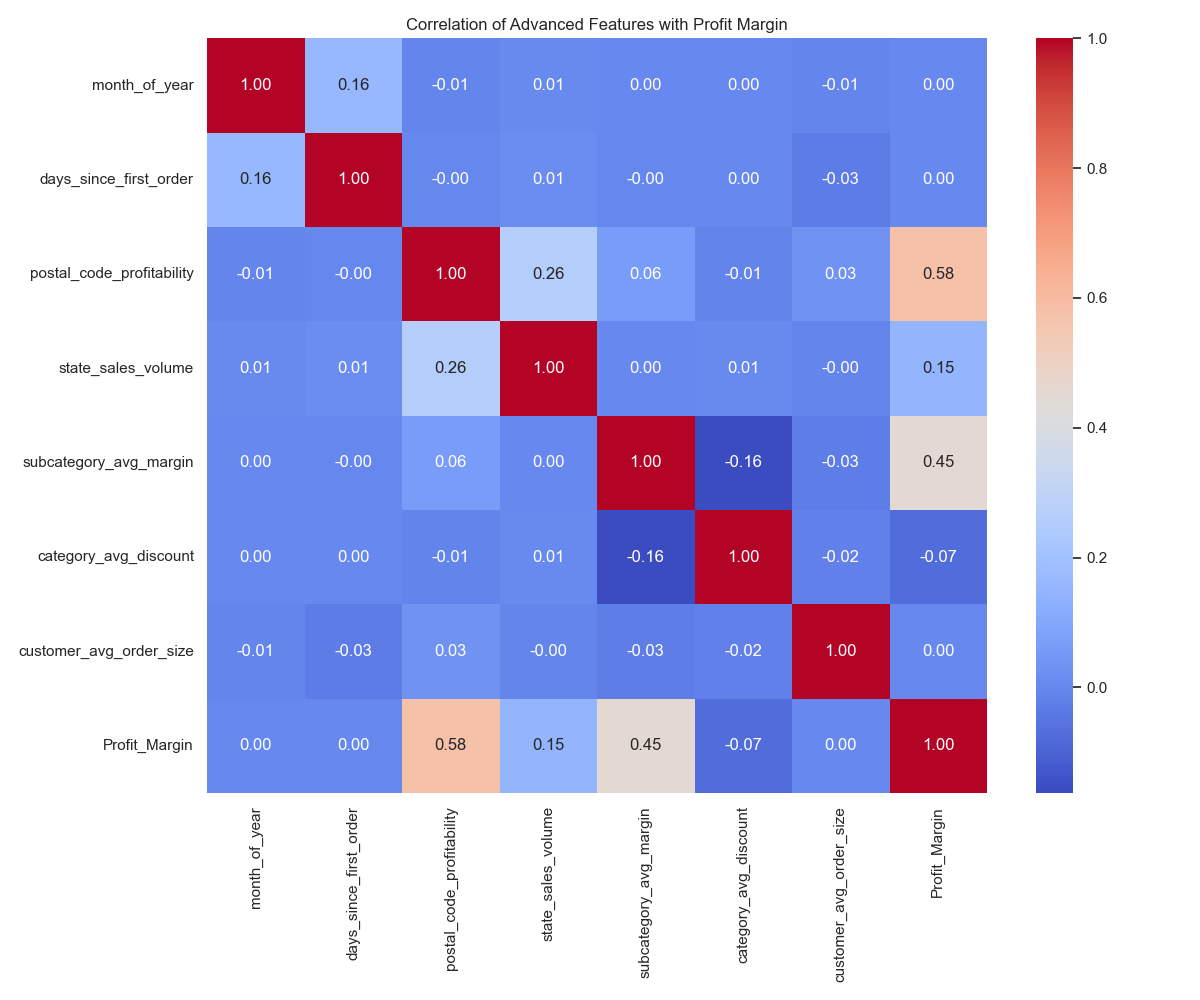 Correlation of Advanced Features with Profit Margin
month_of_year 1.00 0.16 -0.01 0.01 0.00 0.00 -0.01 0.00
days_since_first_order 0.16 1.00 -0.00 0.01 -0.00 0.00 -0.03 0.00
postal_code_profitability -0.01 -0.00 1.00 0.26 0.06 -0.01 0.03 0.58
state_sales_volume 0.01 0.01 0.26 1.00 0.00 0.01 -0.00 0.15
subcategory_avg_margin 0.00 -0.00 0.06 0.00 1.00 -0.16 -0.03 0.45
category_avg_discount 0.00 0.00 -0.01 0.01 -0.16 1.00 -0.02 -0.07
customer_avg_order_size -0.01 -0.03 0.03 -0.00 -0.03 -0.02 1.00 0.00
Profit_Margin 0.00 0.00 0.58 0.15 0.45 -0.07 0.00 1.00
month_of_year
days_since_first_order
postal_code_profitability
state_sales_volume
subcategory_avg_margin
category_avg_discount
customer_avg_order_size
Profit_Margin
1.0
0.8
0.6
0.4
0.2
0.0